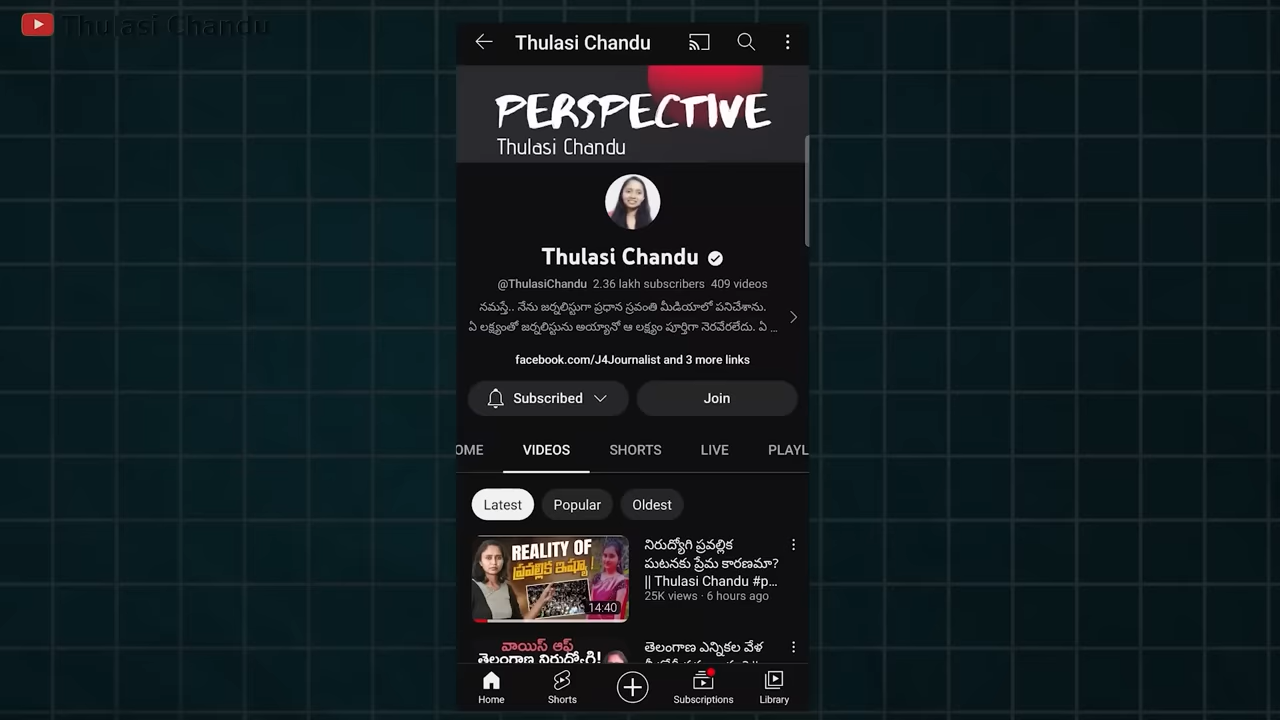 Thulasi Chandu
Thulasi Chandu
PERSPECTIVE
Thulasi Chandu
Thulasi Chandu
@ThulasiChandu 2.36 lakh subscribers 409 videos
నమస్తే.. నేను జర్నలిస్టుగా ప్రధాన స్రవంతి మీడియాలో పనిచేశాను.
ఏ లక్ష్యంతో జర్నలిస్టును అయ్యానో ఆ లక్ష్యం పూర్తిగా నెరవేరలేదు. ఏ ...
facebook.com/J4Journalist and 3 more links
Subscribed
Join
OME VIDEOS SHORTS LIVE PLAYL
Latest Popular Oldest
REALITY OF
ప్రవల్లిక ఇష్యూ!
14:40
నిరుద్యోగి ప్రవల్లిక
ఘటనకు ప్రేమ కారణమా?
|| Thulasi Chandu #p...
25K views · 6 hours ago
వాయిస్ ఆఫ్
తెలంగాణ నిరుద్యోగి!
తెలంగాణ ఎన్నికల వేళ
Home Shorts Subscriptions Library